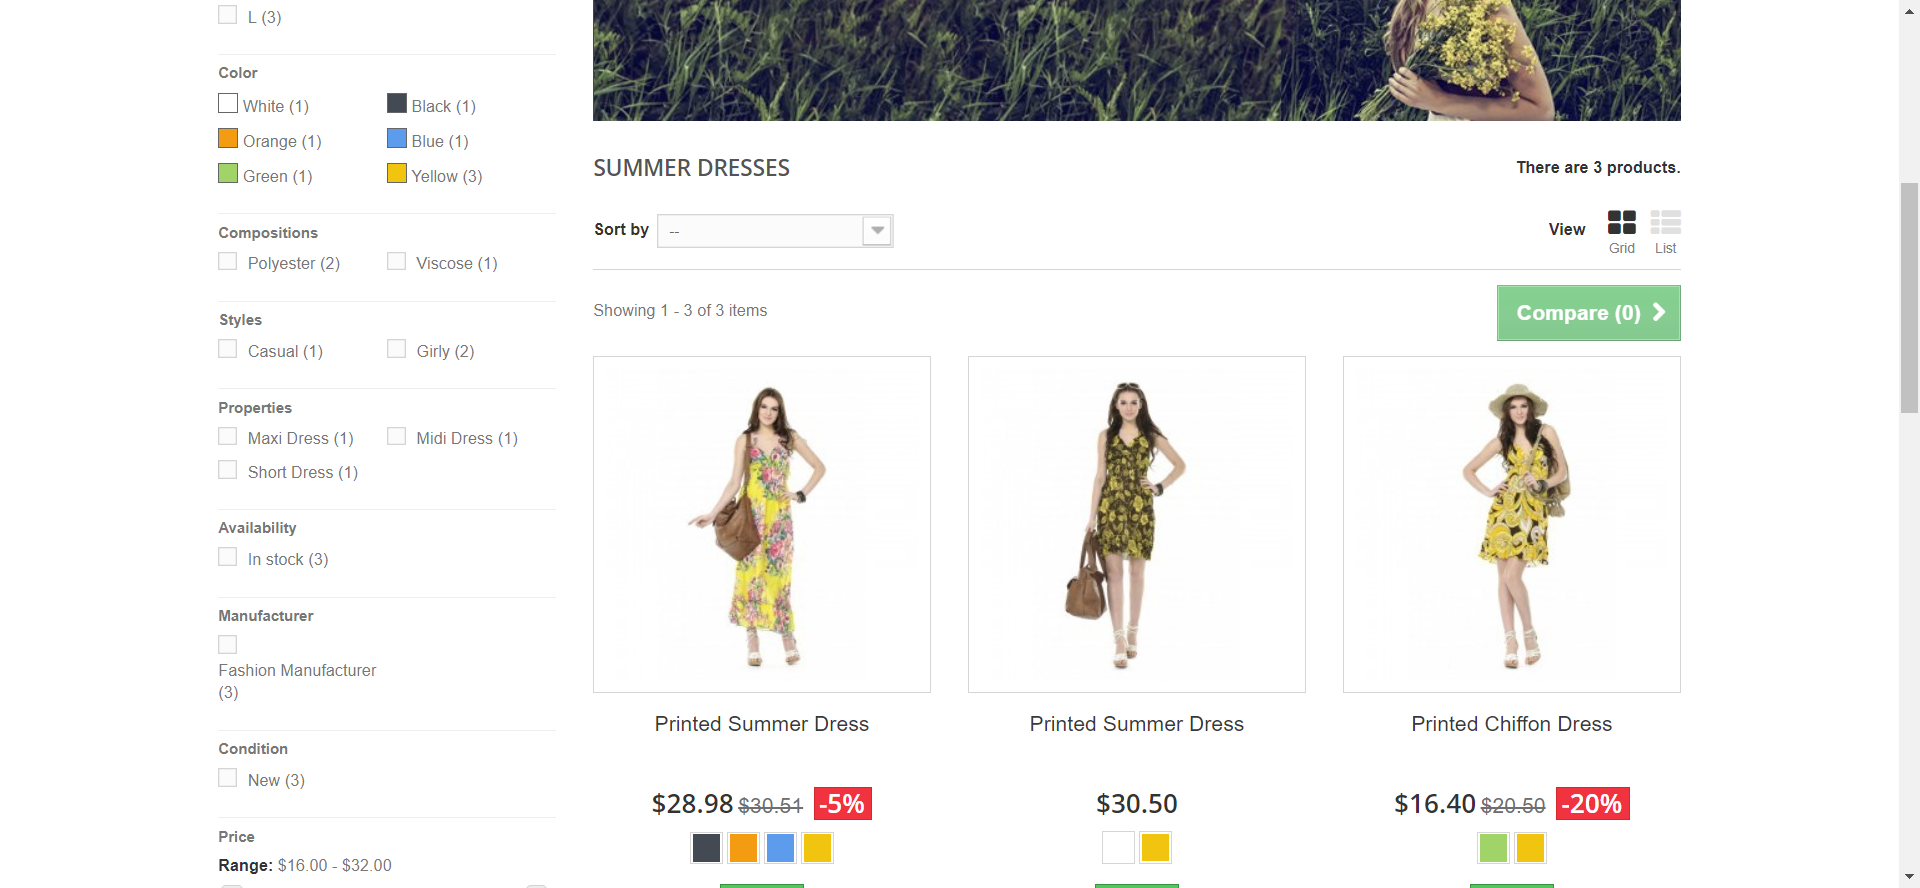 L (3)
Color
White (1) Black (1)
Orange (1) Blue (1)
Green (1) Yellow (3)
Compositions
Polyester (2) Viscose (1)
Styles
Casual (1) Girly (2)
Properties
Maxi Dress (1) Midi Dress (1)
Short Dress (1)
Availability
In stock (3)
Manufacturer
Fashion Manufacturer
(3)
Condition
New (3)
Price
Range: $16.00 - $32.00
SUMMER DRESSES
There are 3 products.
Sort by --
View
Grid List
Showing 1 - 3 of 3 items
Compare (0)
Printed Summer Dress
$28.98 $30.51 -5%
Printed Summer Dress
$30.50
Printed Chiffon Dress
$16.40 $20.50 -20%